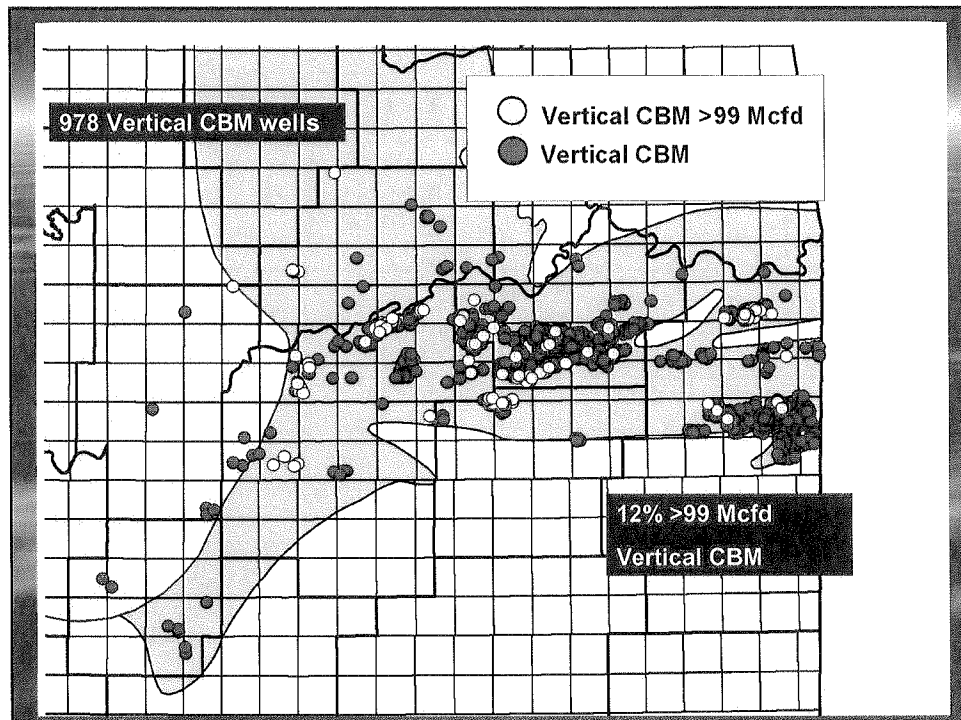 978 Vertical CBM wells
Vertical CBM >99 Mcfd
Vertical CBM
12% >99 Mcfd
Vertical CBM